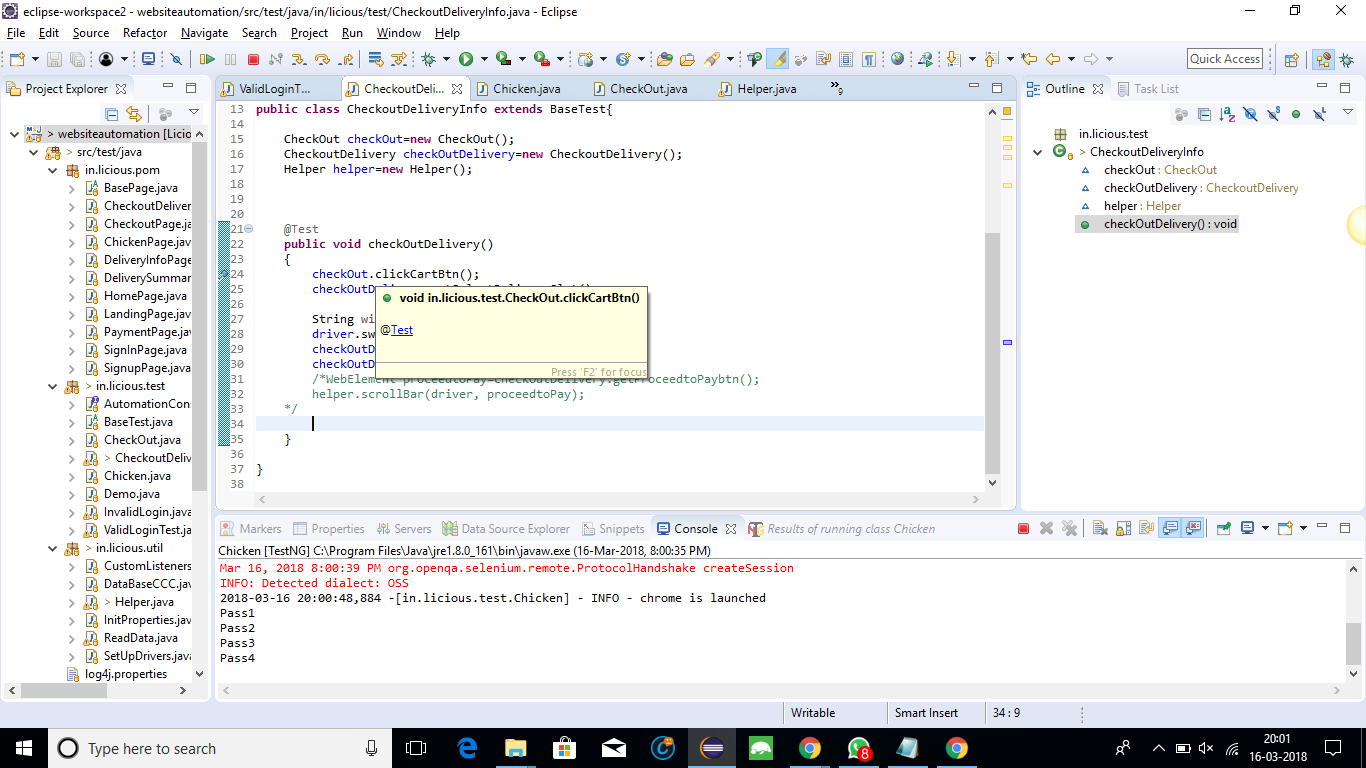 eclipse-workspace2 - websiteautomation/src/test/java/in/licious/test/CheckoutDeliveryInfo.java - Eclipse
File Edit Source Refactor Navigate Search Project Run Window Help
Quick Access
Project Explorer
> websiteautomation [Licio
> src/test/java
in.licious.pom
BasePage.java
CheckoutDeliver
CheckoutPage.ja
ChickenPage.java
DeliveryInfoPage
DeliverySummar
HomePage.java
LandingPage.java
PaymentPage.jav
SignInPage.java
SignupPage.java
> in.licious.test
AutomationCons
BaseTest.java
CheckOut.java
> CheckoutDeliv
Chicken.java
Demo.java
InvalidLogin.java
ValidLoginTest.ja
> in.licious.util
CustomListeners
DataBaseCCC.java
> Helper.java
InitProperties.java
ReadData.java
SetUpDrivers.java
log4j.properties
ValidLoginT... CheckoutDeli... Chicken.java CheckOut.java Helper.java »9
13 public class CheckoutDeliveryInfo extends BaseTest{
14
15 CheckOut checkOut=new CheckOut();
16 CheckoutDelivery checkOutDelivery=new CheckoutDelivery();
17 Helper helper=new Helper();
18
19
20
21 @Test
22 public void checkOutDelivery()
23 {
24 checkOut.clickCartBtn();
25 checkOutD
26
27 String wi
28 driver.sw
29 checkOutD
30 checkOutD
31 /*WebElement proceedtoPay=checkOutDelivery.getProceedtoPaybtn();
32 helper.scrollBar(driver, proceedtoPay);
33 */
34
35 }
36
37 }
38
void in.licious.test.CheckOut.clickCartBtn()
@Test
Press 'F2' for focus
Outline Task List
in.licious.test
> CheckoutDeliveryInfo
checkOut : CheckOut
checkOutDelivery : CheckoutDelivery
helper : Helper
checkOutDelivery() : void
Markers Properties Servers Data Source Explorer Snippets Console Results of running class Chicken
Chicken [TestNG] C:\Program Files\Java\jre1.8.0_161\bin\javaw.exe (16-Mar-2018, 8:00:35 PM)
Mar 16, 2018 8:00:39 PM org.openqa.selenium.remote.ProtocolHandshake createSession
INFO: Detected dialect: OSS
2018-03-16 20:00:48,884 -[in.licious.test.Chicken] - INFO - chrome is launched
Pass1
Pass2
Pass3
Pass4
Writable Smart Insert 34 : 9
Type here to search
8
20:01
16-03-2018